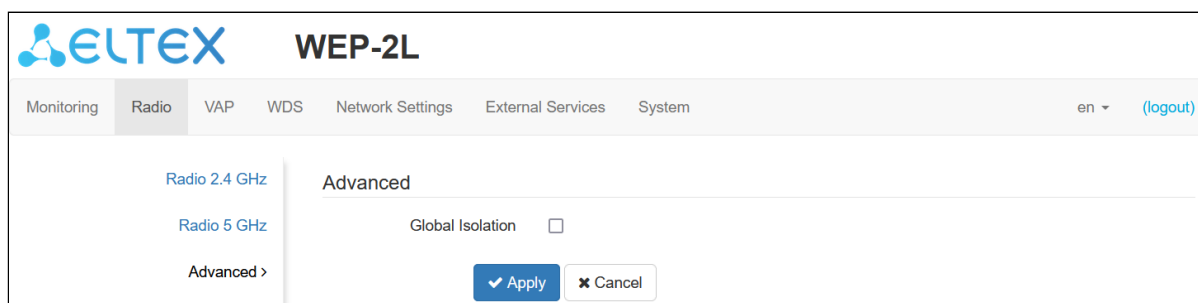 ELTEX WEP-2L
Monitoring Radio VAP WDS Network Settings External Services System en (logout)
Radio 2.4 GHz
Radio 5 GHz
Advanced >
Advanced
Global Isolation
Apply Cancel